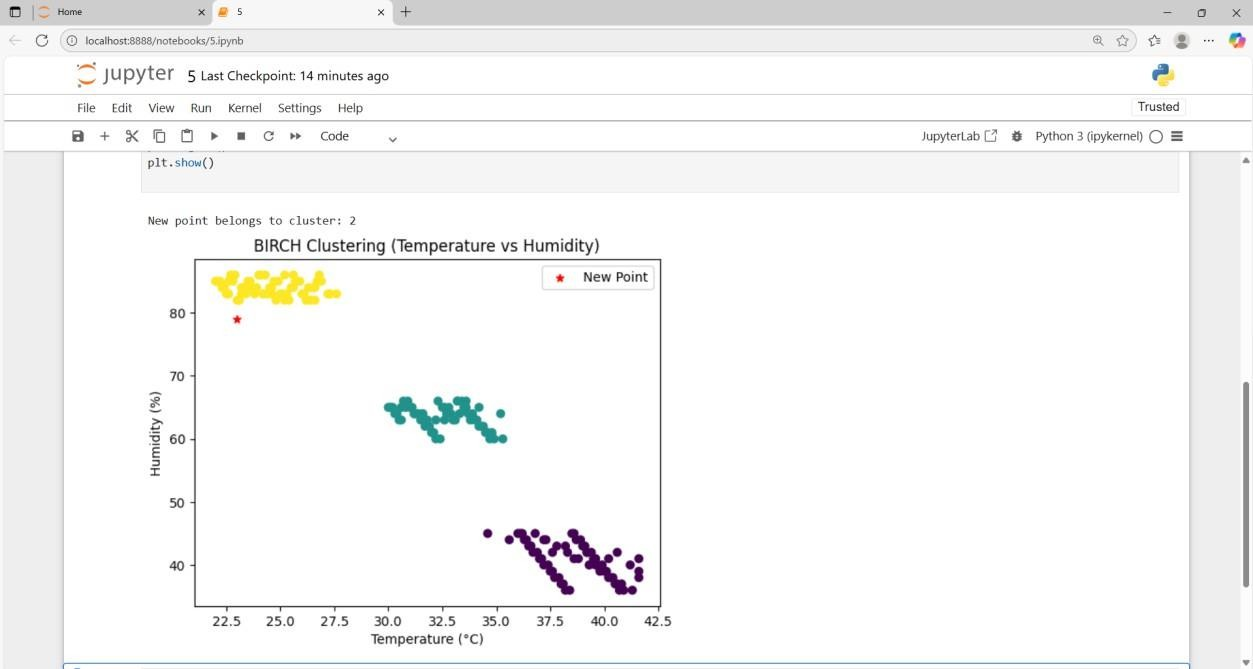 Home
5
localhost:8888/notebooks/5.ipynb
jupyter 5 Last Checkpoint: 14 minutes ago
File Edit View Run Kernel Settings Help
Trusted
Code
JupyterLab Python 3 (ipykernel)
plt.show()
New point belongs to cluster: 2
BIRCH Clustering (Temperature vs Humidity)
New Point
80
70
60
50
40
Humidity (%)
22.5 25.0 27.5 30.0 32.5 35.0 37.5 40.0 42.5
Temperature (°C)